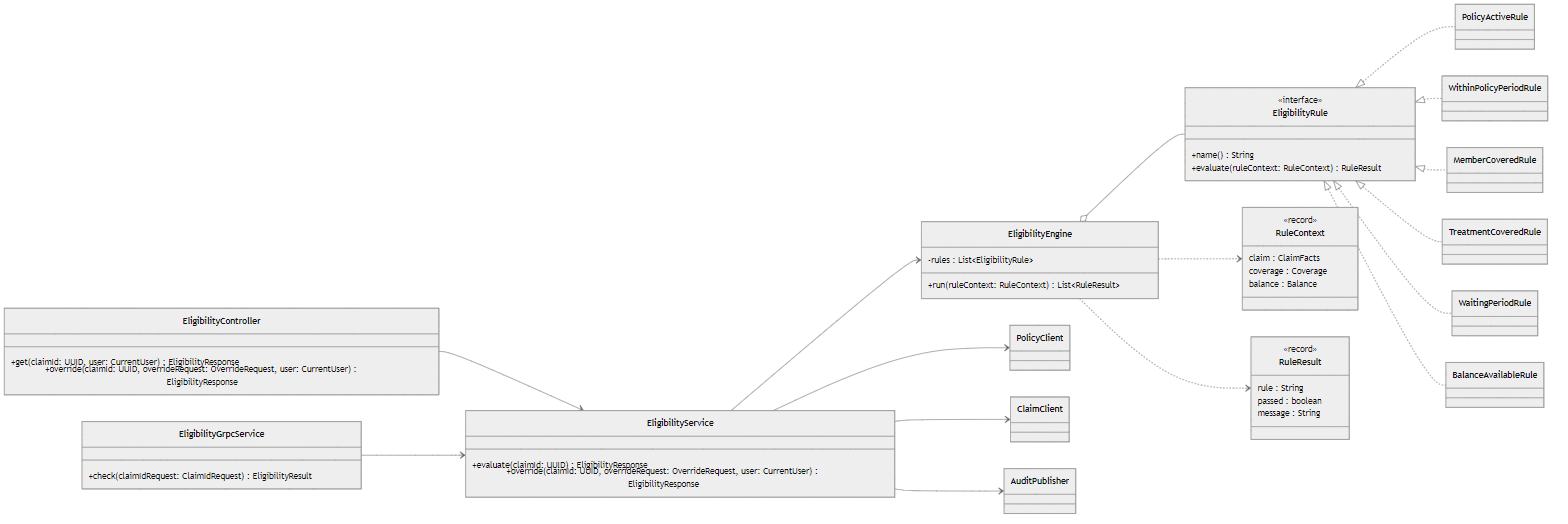 PolicyActiveRule
WithinPolicyPeriodRule
«interface»
EligibilityRule
+name() : String
+evaluate(ruleContext: RuleContext) : RuleResult
MemberCoveredRule
«record»
RuleContext
claim : ClaimFacts
coverage : Coverage
balance : Balance
TreatmentCoveredRule
EligibilityEngine
-rules : List<EligibilityRule>
+run(ruleContext: RuleContext) : List<RuleResult>
WaitingPeriodRule
EligibilityController
+get(claimId: UUID, user: CurrentUser) : EligibilityResponse
+override(claimId: UUID, overrideRequest: OverrideRequest, user: CurrentUser) :
EligibilityResponse
PolicyClient
«record»
RuleResult
rule : String
passed : boolean
message : String
BalanceAvailableRule
ClaimClient
EligibilityGrpcService
+check(claimIdRequest: ClaimIdRequest) : EligibilityResult
EligibilityService
+evaluate(claimId: UUID) : EligibilityResponse
+override(claimId: UUID, overrideRequest: OverrideRequest, user: CurrentUser) :
EligibilityResponse
AuditPublisher